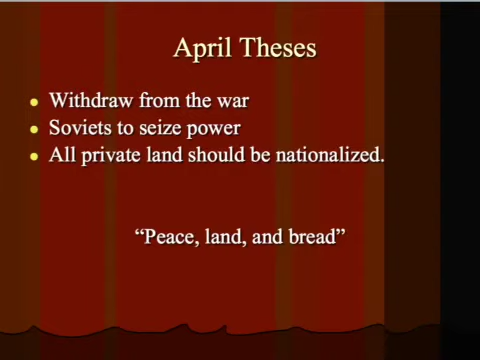 April Theses
Withdraw from the war
Soviets to seize power
All private land should be nationalized.
“Peace, land, and bread”